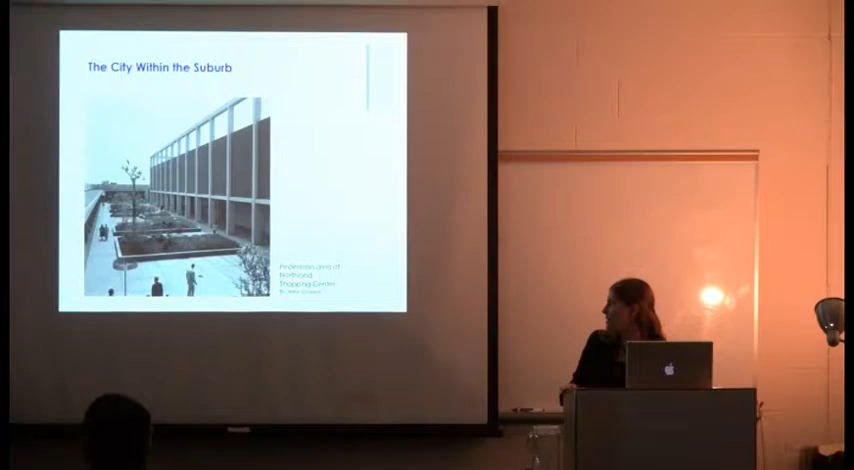 The City Within the Suburb
Pedestrian area of
Northland
Shopping Center